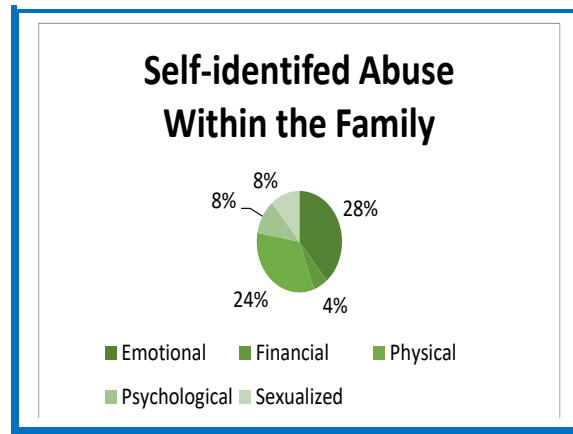 Self-identifed Abuse
Within the Family
8%
8%
28%
24%
4%
Emotional Financial Physical
Psychological Sexualized